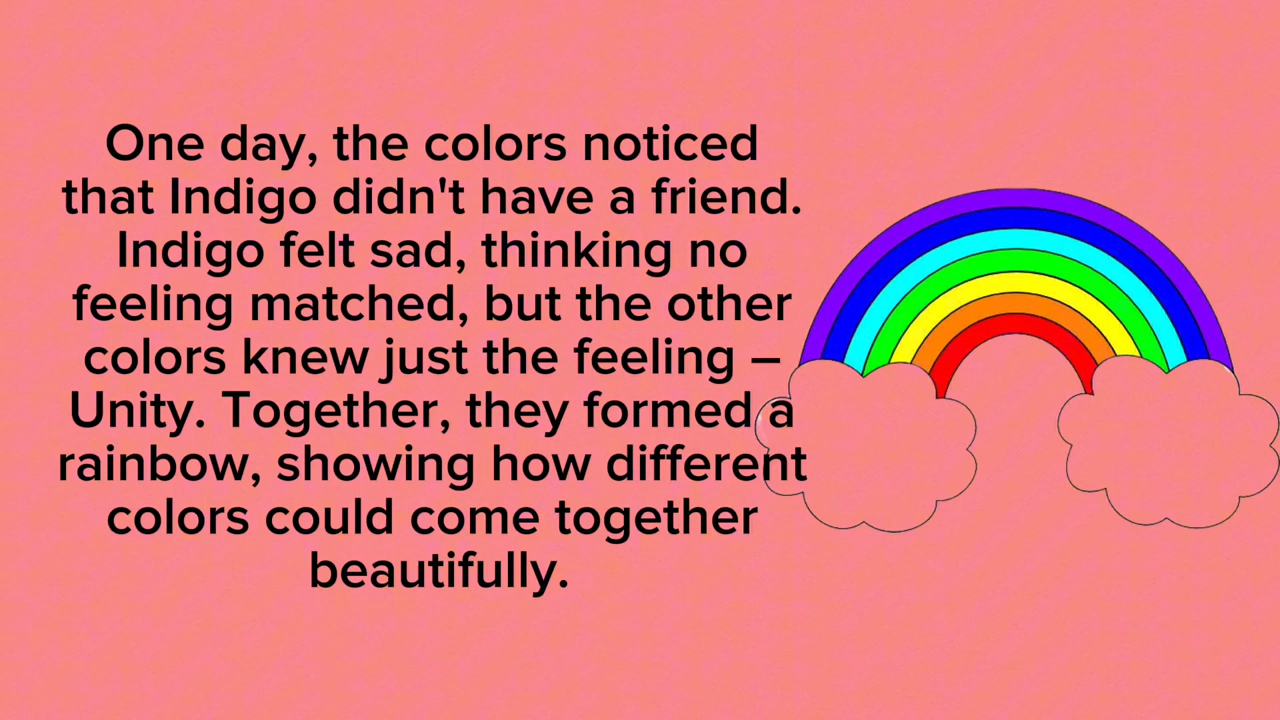 One day, the colors noticed
that Indigo didn't have a friend.
Indigo felt sad, thinking no
feeling matched, but the other
colors knew just the feeling –
Unity. Together, they formed a
rainbow, showing how different
colors could come together
beautifully.